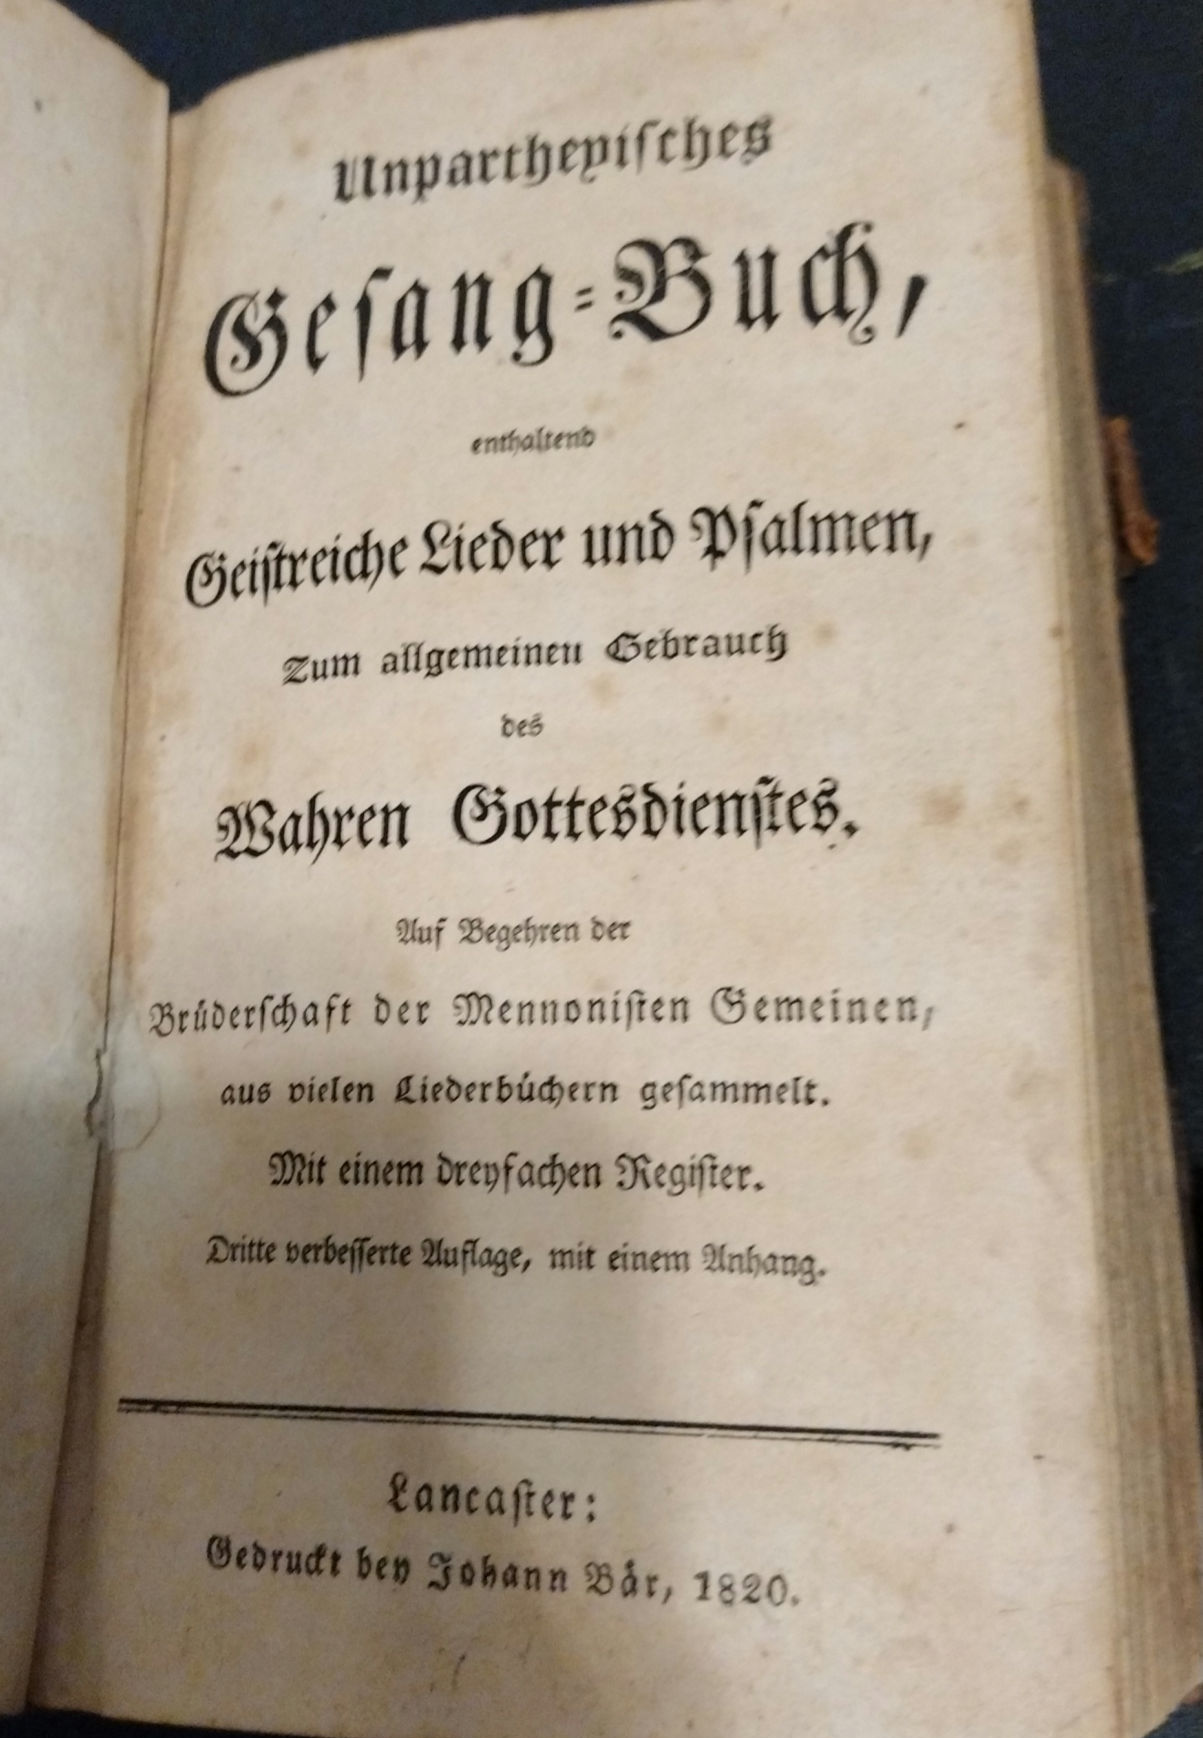 Unpartheyisches
Gesang=Buch,
enthaltend
Geistreiche Lieder und Psalmen,
Zum allgemeinen Gebrauch
des
Wahren Gottesdienstes.
Auf Begehren der
Brüderschaft der Mennonisten Gemeinen,
aus vielen Liederbüchern gesammelt.
Mit einem dreyfachen Register.
Dritte verbesserte Auflage, mit einem Anhang.
Lancaster:
Gedruckt bey Johann Bär, 1820.